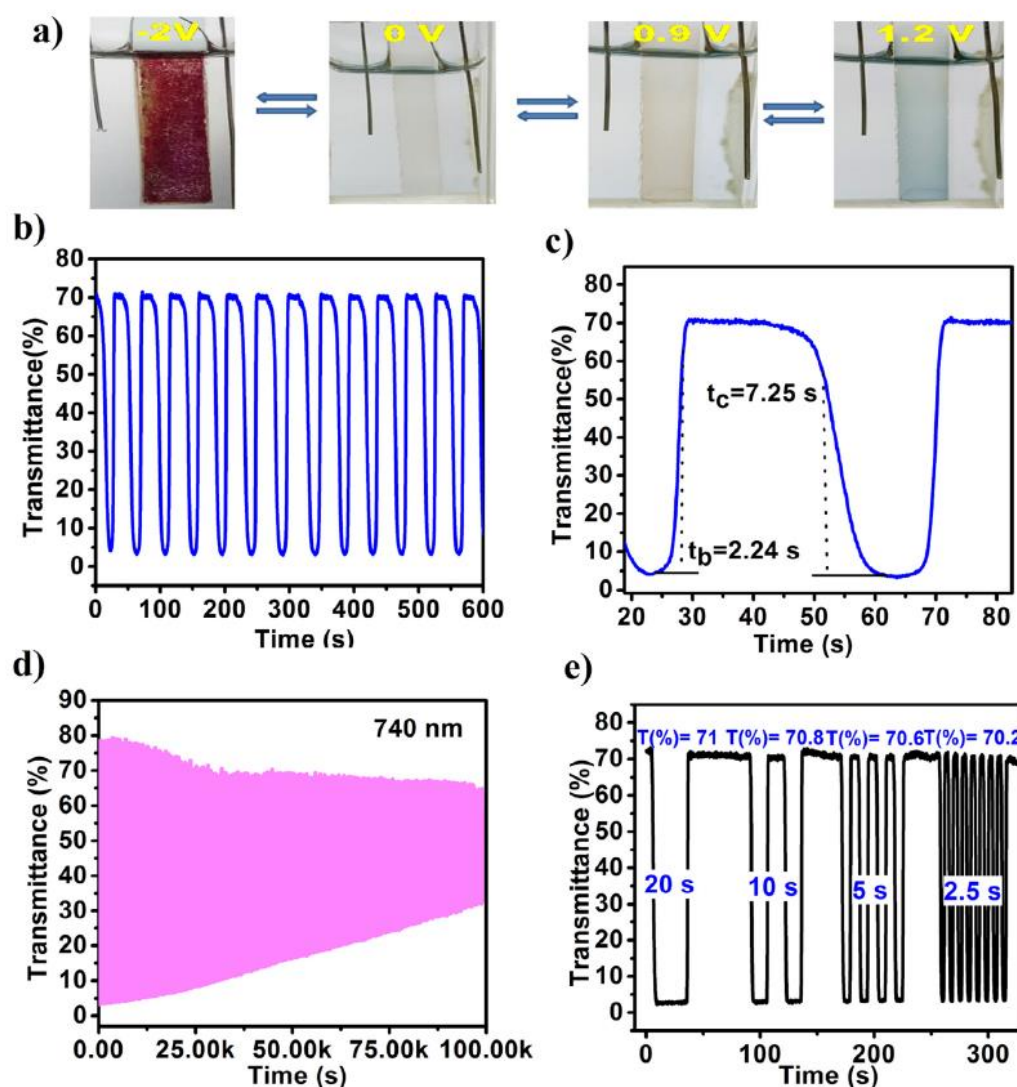 a)
-2V
0 V
0.9 V
1.2 V
b)
80
70
60
50
40
30
20
10
0
Transmittance(%)
0 100 200 300 400 500 600
Time (s)
c)
80
70
60
50
40
30
20
10
0
Transmittance(%)
t_c=7.25 s
t_b=2.24 s
20 30 40 50 60 70 80
Time (s)
d)
90
80
70
60
50
40
30
20
10
0
Transmittance (%)
740 nm
0.00 25.00k 50.00k 75.00k 100.00k
Time (s)
e)
80
70
60
50
40
30
20
10
0
Transmittance (%)
T(%)= 71 T(%)= 70.8 T(%)= 70.6 T(%)= 70.2
20 s 10 s 5 s 2.5 s
0 100 200 300
Time (s)